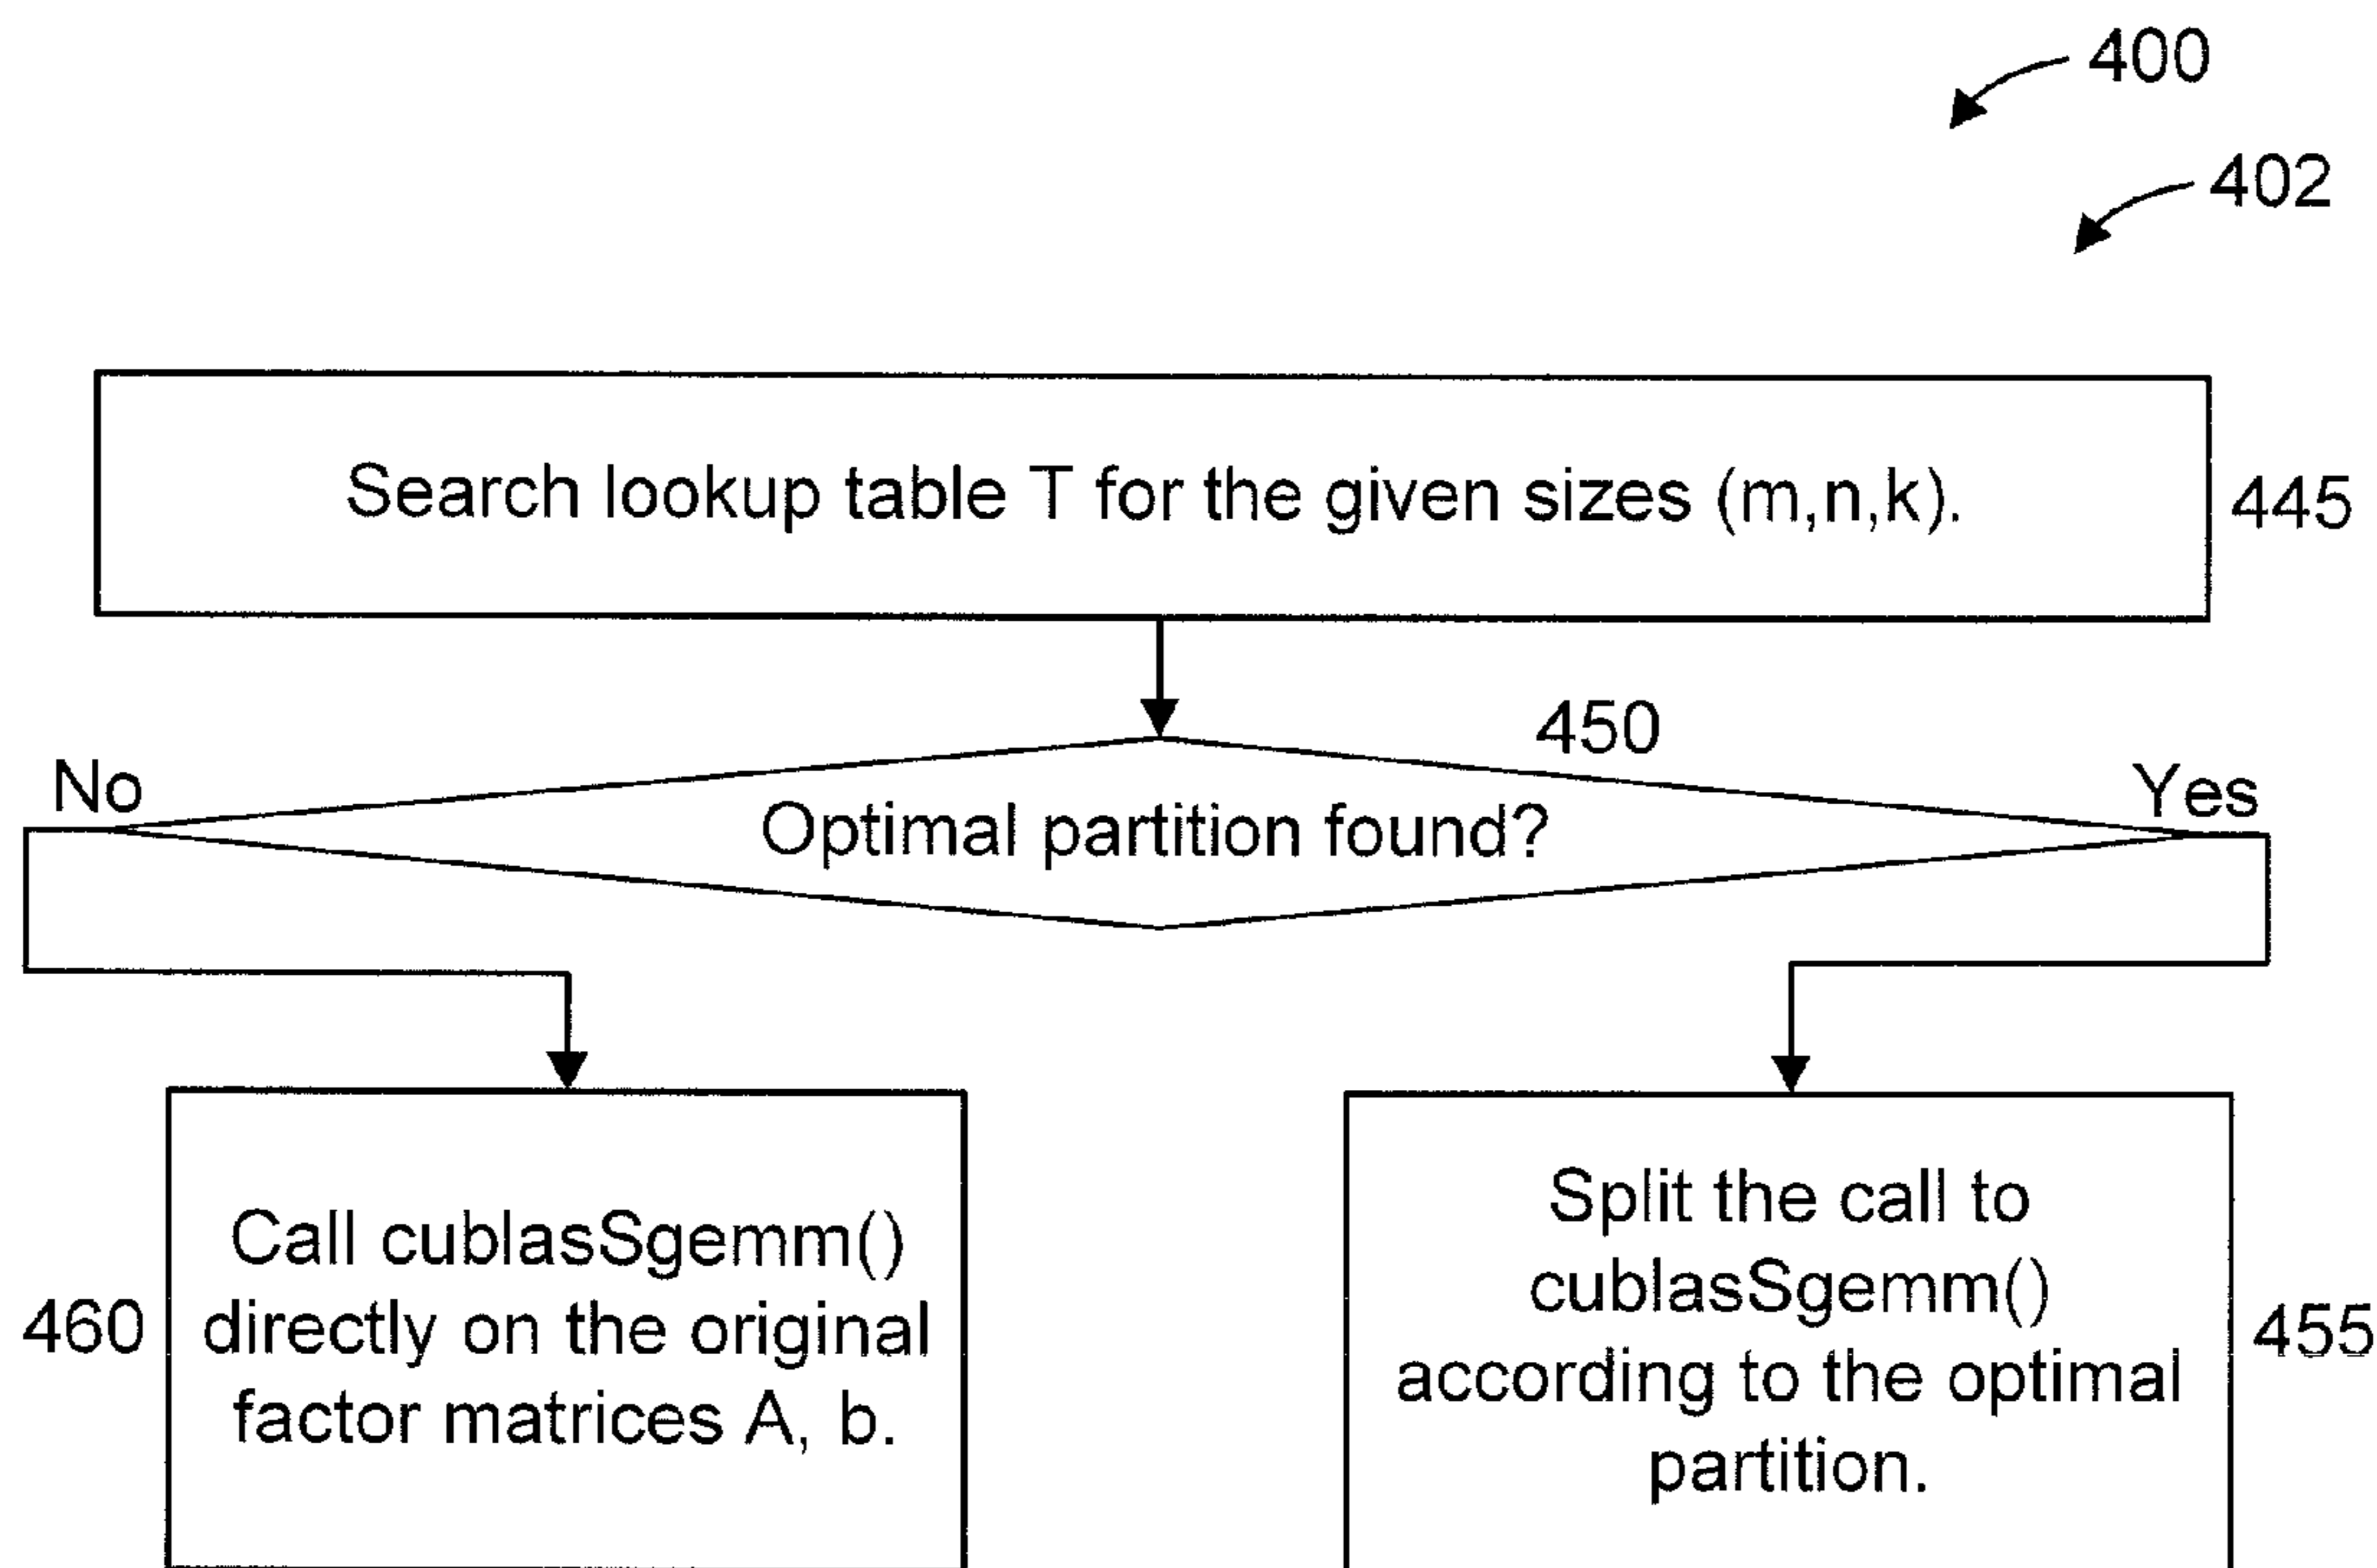 400
402
Search lookup table T for the given sizes (m,n,k).
445
450
No
Yes
Optimal partition found?
Call cublasSgemm()
directly on the original
factor matrices A, b.
460
Split the call to
cublasSgemm()
according to the optimal
partition.
455